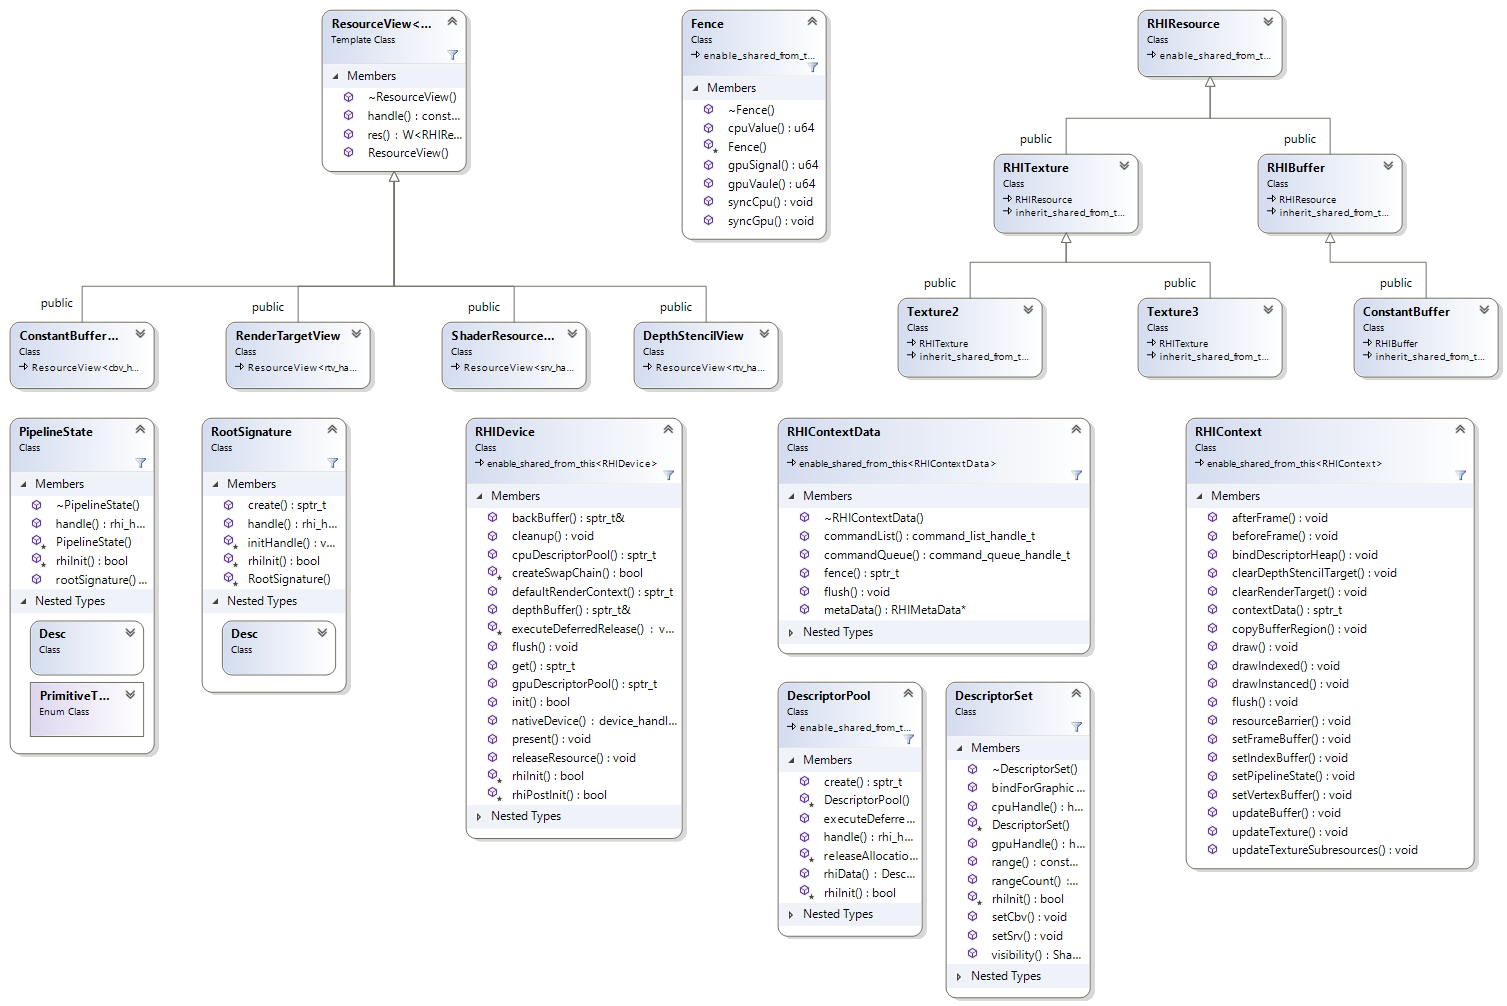 ResourceView<...
Template Class
Members
~ResourceView()
handle() : const...
res() : W<RHIRe...
ResourceView()
Fence
Class
enable_shared_from_t...
Members
~Fence()
cpuValue() : u64
Fence()
gpuSignal() : u64
gpuVaule() : u64
syncCpu() : void
syncGpu() : void
RHIResource
Class
enable_shared_from_t...
public
public
RHITexture
Class
RHIResource
inherit_shared_from_t...
RHIBuffer
Class
RHIResource
inherit_shared_from_t...
public
public
public
public
public
public
public
ConstantBuffer...
Class
ResourceView<cbv_h...
RenderTargetView
Class
ResourceView<rtv_ha...
ShaderResource...
Class
ResourceView<srv_ha...
DepthStencilView
Class
ResourceView<rtv_ha...
Texture2
Class
RHITexture
inherit_shared_from_t...
Texture3
Class
RHITexture
inherit_shared_from_t...
ConstantBuffer
Class
RHIBuffer
inherit_shared_from_t...
PipelineState
Class
Members
~PipelineState()
handle() : rhi_h...
PipelineState()
rhiInit() : bool
rootSignature() ...
Nested Types
Desc
Class
PrimitiveT...
Enum Class
RootSignature
Class
Members
create() : sptr_t
handle() : rhi_h...
initHandle() : v...
rhiInit() : bool
RootSignature()
Nested Types
Desc
Class
RHIDevice
Class
enable_shared_from_this<RHIDevice>
Members
backBuffer() : sptr_t&
cleanup() : void
cpuDescriptorPool() : sptr_t
createSwapChain() : bool
defaultRenderContext() : sptr_t
depthBuffer() : sptr_t&
executeDeferredRelease() : v...
flush() : void
get() : sptr_t
gpuDescriptorPool() : sptr_t
init() : bool
nativeDevice() : device_handl...
present() : void
releaseResource() : void
rhiInit() : bool
rhiPostInit() : bool
Nested Types
RHIContextData
Class
enable_shared_from_this<RHIContextData>
Members
~RHIContextData()
commandList() : command_list_handle_t
commandQueue() : command_queue_handle_t
fence() : sptr_t
flush() : void
metaData() : RHIMetaData*
Nested Types
DescriptorPool
Class
enable_shared_from_t...
Members
create() : sptr_t
DescriptorPool()
executeDeferre...
handle() : rhi_h...
releaseAllocatio...
rhiData() : Desc...
rhiInit() : bool
Nested Types
DescriptorSet
Class
Members
~DescriptorSet()
bindForGraphic...
cpuHandle() : h...
DescriptorSet()
gpuHandle() : h...
range() : const...
rangeCount() :...
rhiInit() : bool
setCbv() : void
setSrv() : void
visibility() : Sha...
Nested Types
RHIContext
Class
enable_shared_from_this<RHIContext>
Members
afterFrame() : void
beforeFrame() : void
bindDescriptorHeap() : void
clearDepthStencilTarget() : void
clearRenderTarget() : void
contextData() : sptr_t
copyBufferRegion() : void
draw() : void
drawIndexed() : void
drawInstanced() : void
flush() : void
resourceBarrier() : void
setFrameBuffer() : void
setIndexBuffer() : void
setPipelineState() : void
setVertexBuffer() : void
updateBuffer() : void
updateTexture() : void
updateTextureSubresources() : void